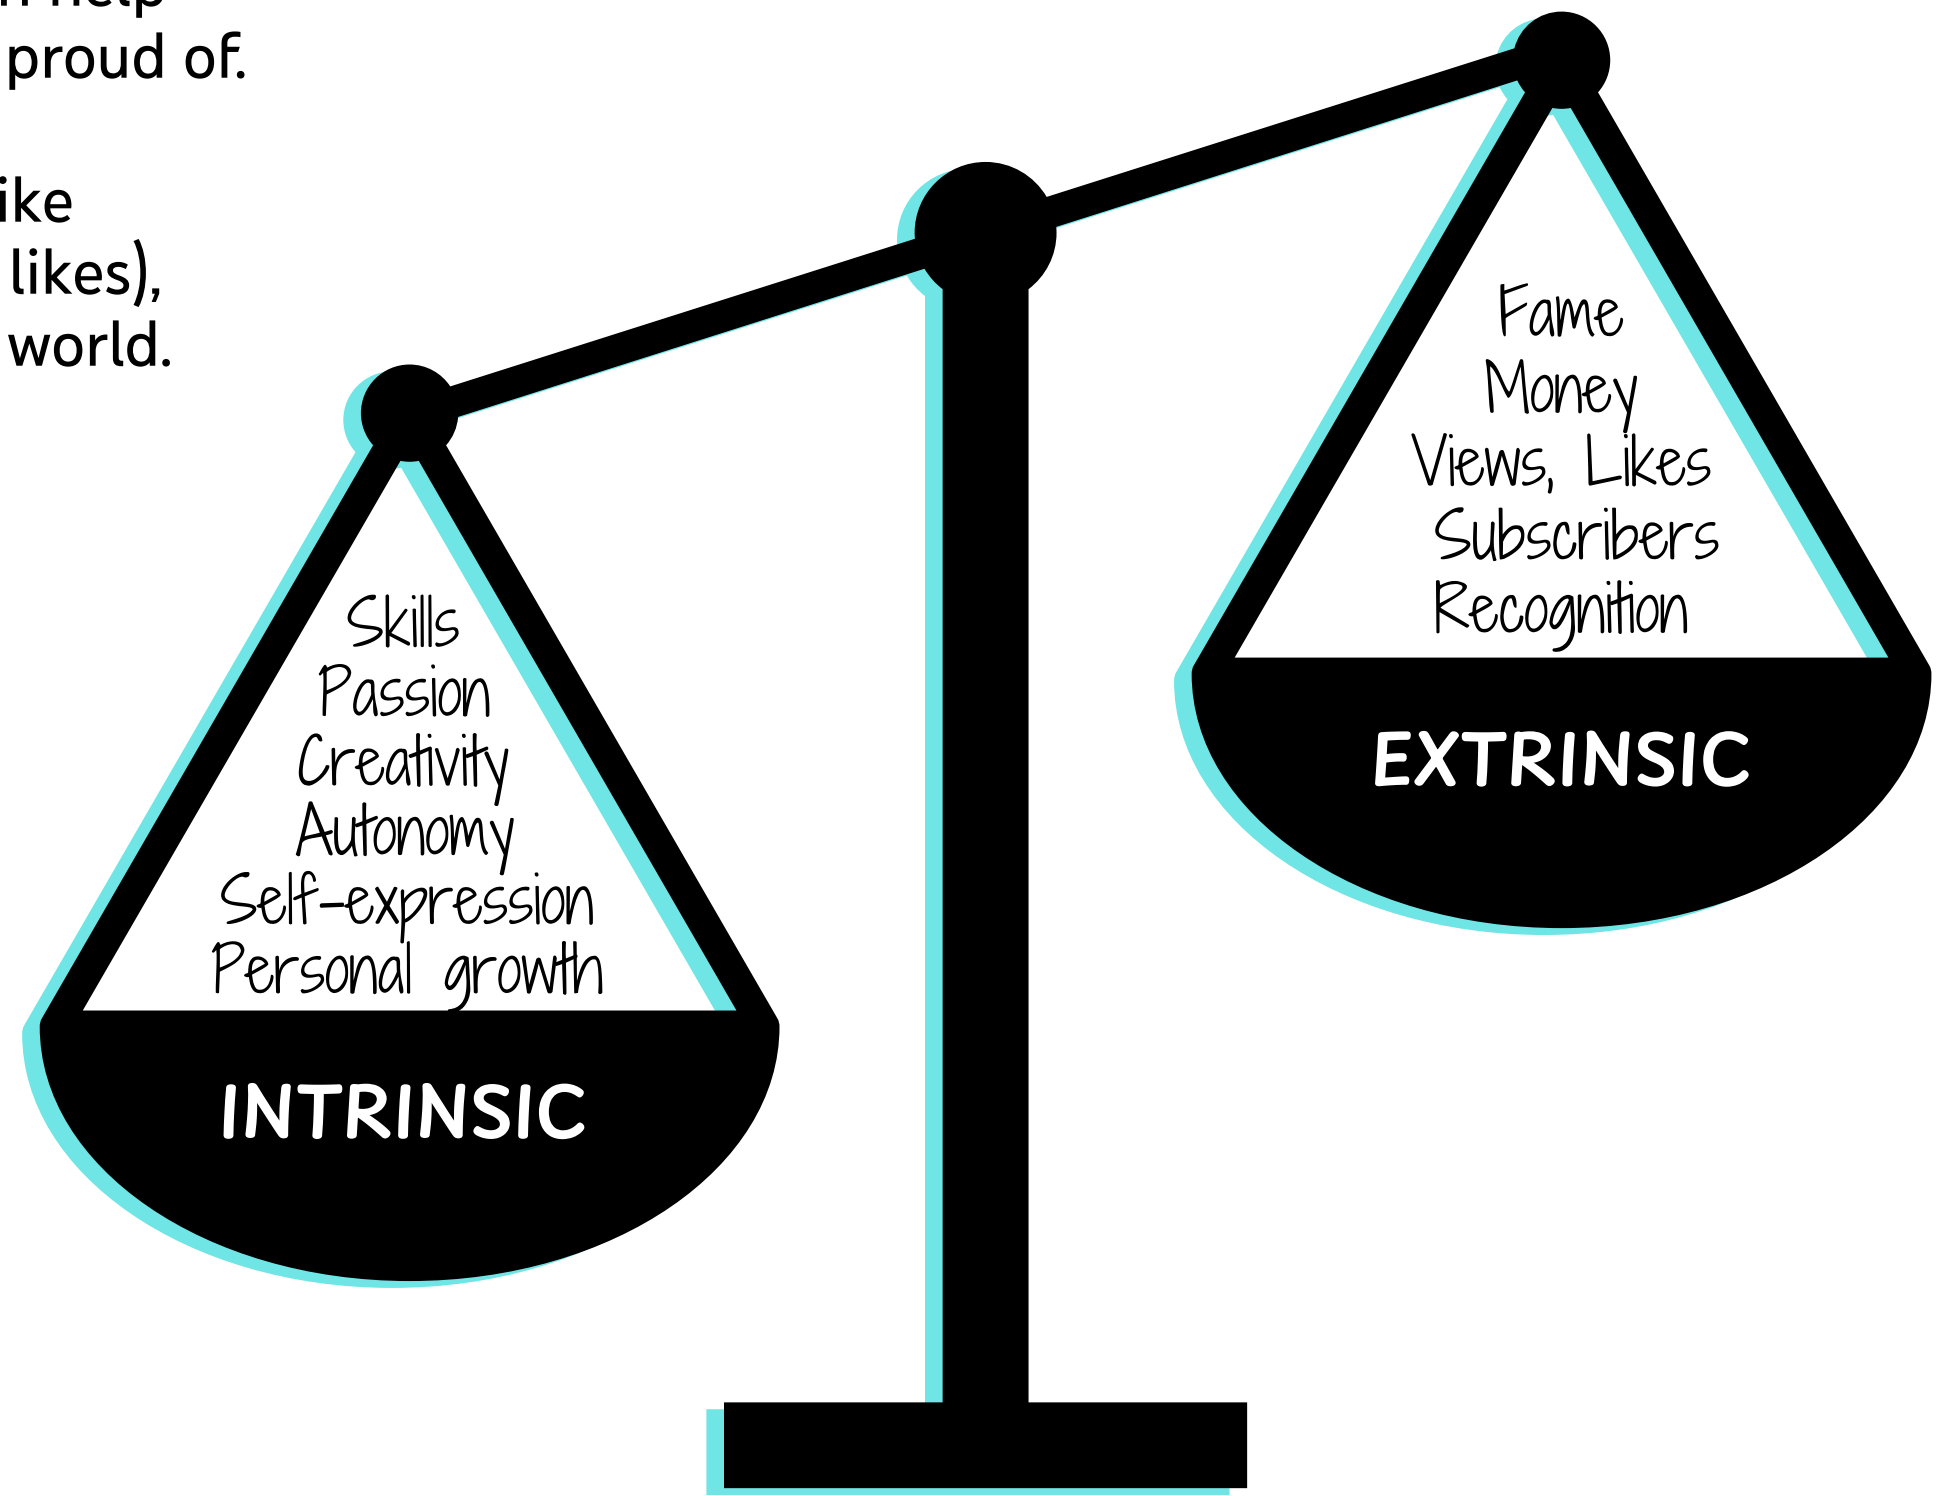 help
proud of.
ike
likes),
world.
Fame
Money
Views, Likes
Subscribers
Recognition
EXTRINSIC
Skills
Passion
Creativity
Autonomy
Self-expression
Personal growth
INTRINSIC